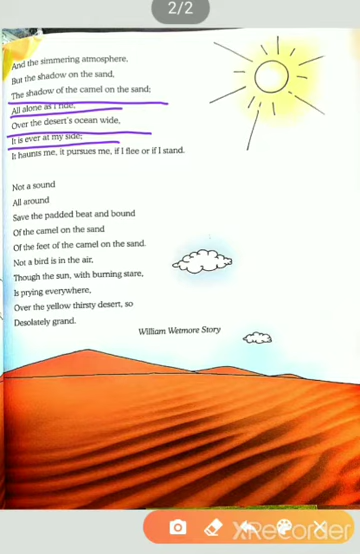 2/2
And the simmering atmosphere,
But the shadow on the sand,
The shadow of the camel on the sand;
All alone as I ride,
Over the desert's ocean wide,
It is ever at my side;
It haunts me, it pursues me, if I flee or if I stand.
Not a sound
All around
Save the padded beat and bound
Of the camel on the sand
Of the feet of the camel on the sand.
Not a bird is in the air,
Though the sun, with burning stare,
Is prying everywhere,
Over the yellow thirsty desert, so
Desolately grand.
William Wetmore Story
XRecorder